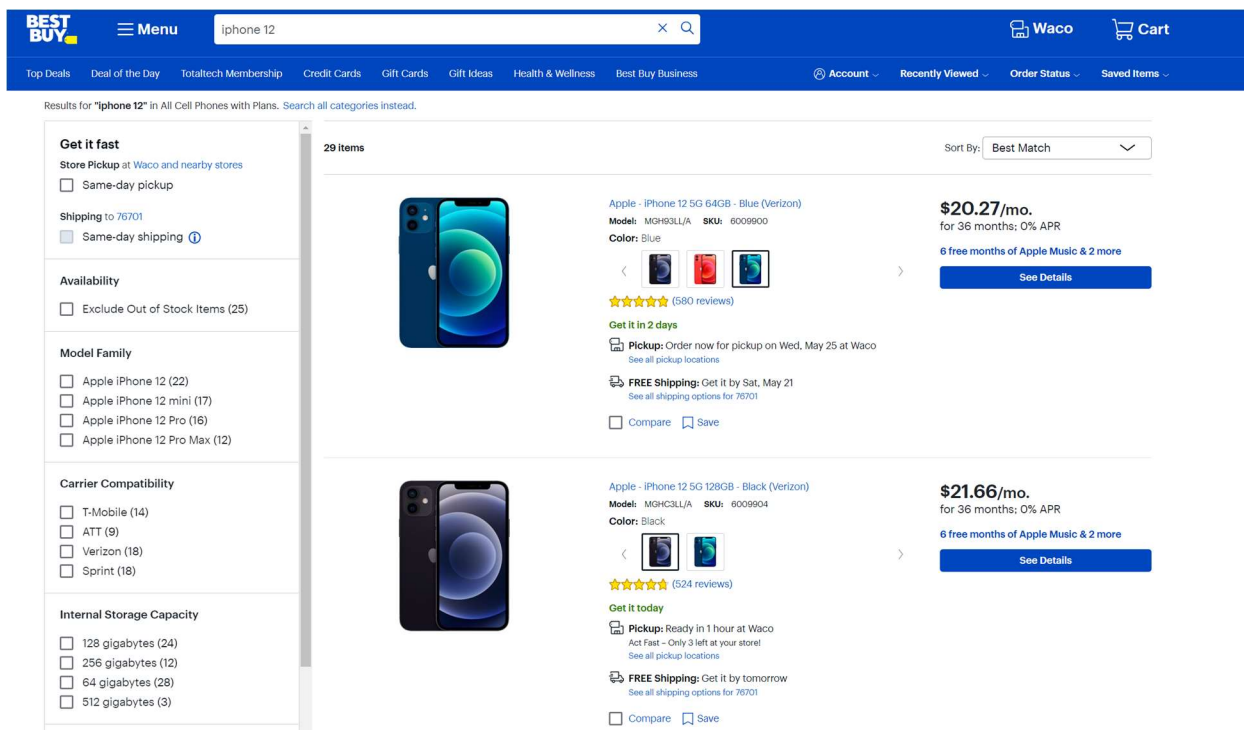 BEST
BUY
Menu
iphone 12
Waco
Cart
Top Deals Deal of the Day Totaltech Membership Credit Cards Gift Cards Gift Ideas Health & Wellness Best Buy Business Account Recently Viewed Order Status Saved Items
Results for "iphone 12" in All Cell Phones with Plans. Search all categories instead.
Get it fast
Store Pickup at Waco and nearby stores
Same-day pickup
Shipping to 76701
Same-day shipping
Availability
Exclude Out of Stock Items (25)
Model Family
Apple iPhone 12 (22)
Apple iPhone 12 mini (17)
Apple iPhone 12 Pro (16)
Apple iPhone 12 Pro Max (12)
Carrier Compatibility
T-Mobile (14)
ATT (9)
Verizon (18)
Sprint (18)
Internal Storage Capacity
128 gigabytes (24)
256 gigabytes (12)
64 gigabytes (28)
512 gigabytes (3)
29 items
Sort By: Best Match
Apple - iPhone 12 5G 64GB - Blue (Verizon)
Model: MGH93LL/A SKU: 6009900
Color: Blue
(580 reviews)
Get it in 2 days
Pickup: Order now for pickup on Wed, May 25 at Waco
See all pickup locations
FREE Shipping: Get it by Sat, May 21
See all shipping options for 76701
Compare Save
$20.27/mo.
for 36 months; 0% APR
6 free months of Apple Music & 2 more
See Details
Apple - iPhone 12 5G 128GB - Black (Verizon)
Model: MGHC3LL/A SKU: 6009904
Color: Black
(524 reviews)
Get it today
Pickup: Ready in 1 hour at Waco
Act Fast – Only 3 left at your store!
See all pickup locations
FREE Shipping: Get it by tomorrow
See all shipping options for 76701
Compare Save
$21.66/mo.
for 36 months; 0% APR
6 free months of Apple Music & 2 more
See Details